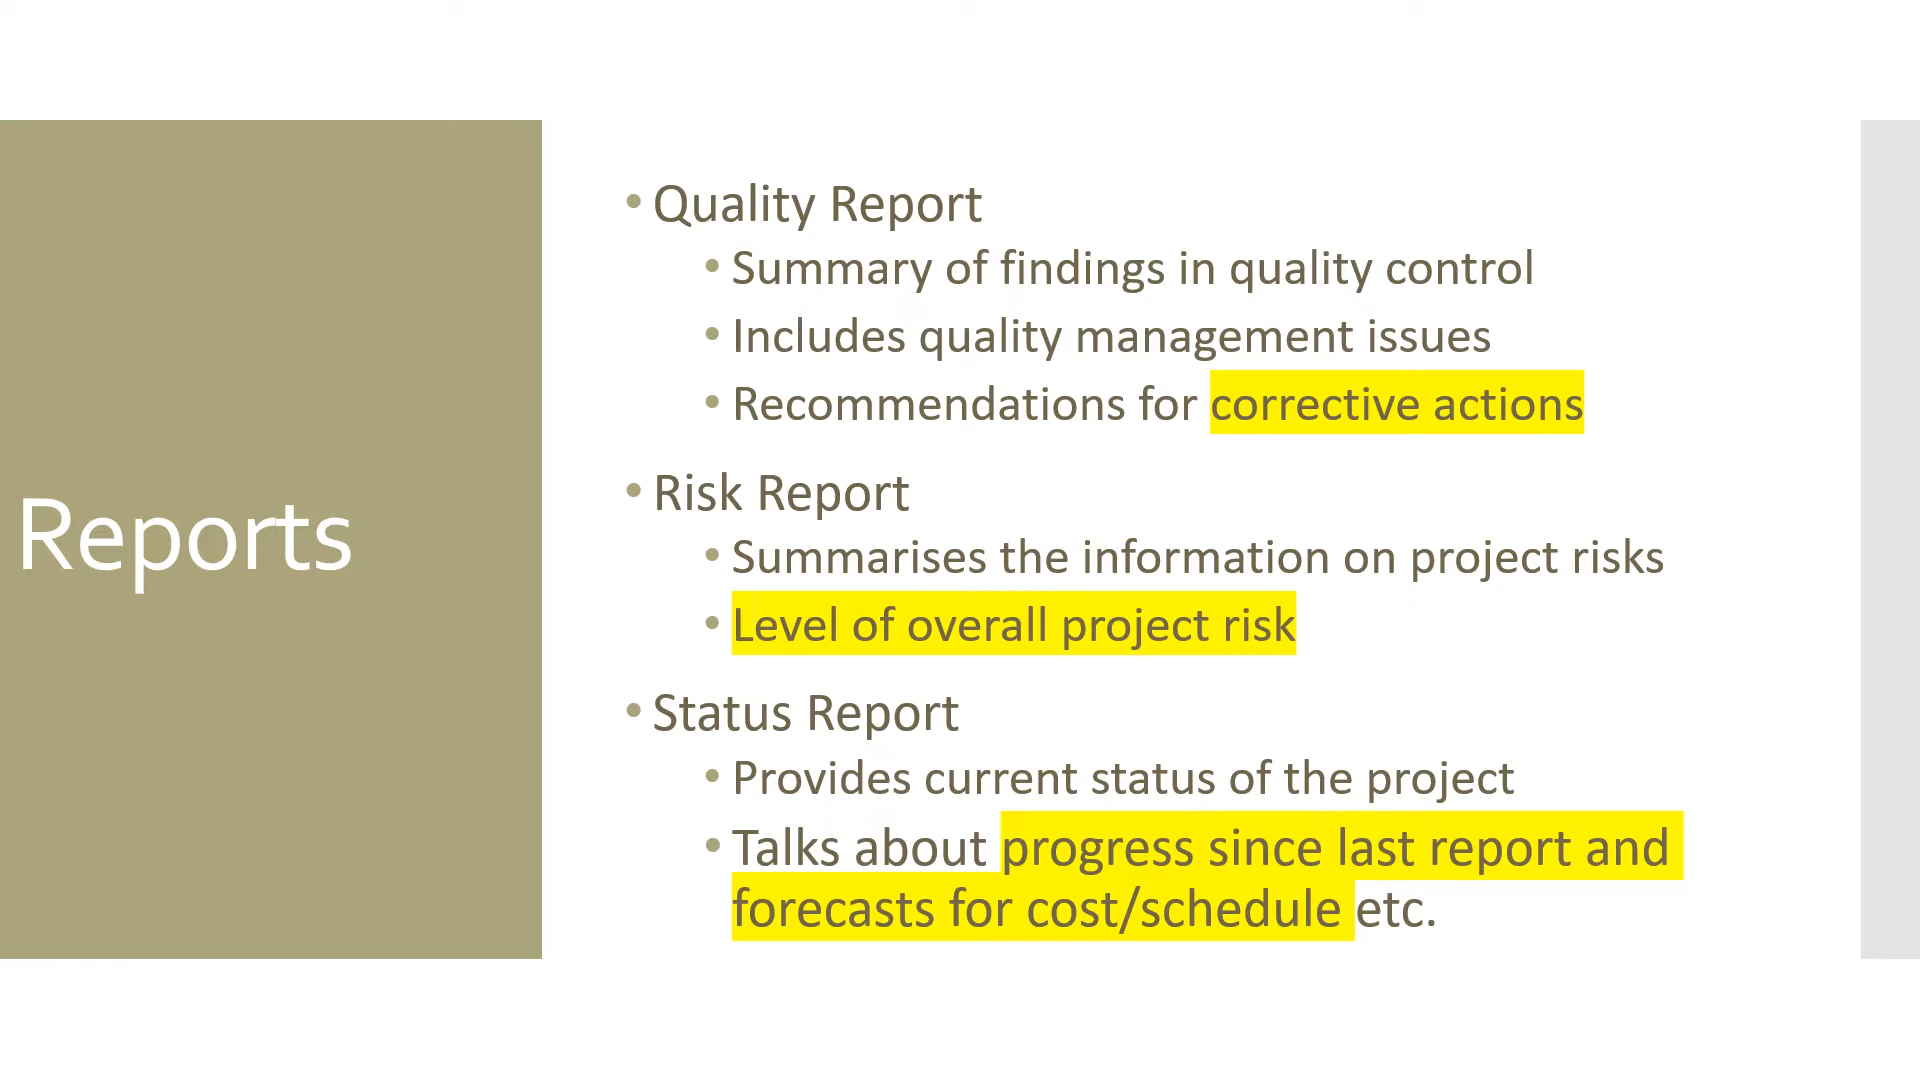 Reports
• Quality Report
• Summary of findings in quality control
• Includes quality management issues
• Recommendations for corrective actions
• Risk Report
• Summarises the information on project risks
• Level of overall project risk
• Status Report
• Provides current status of the project
• Talks about progress since last report and
forecasts for cost/schedule etc.